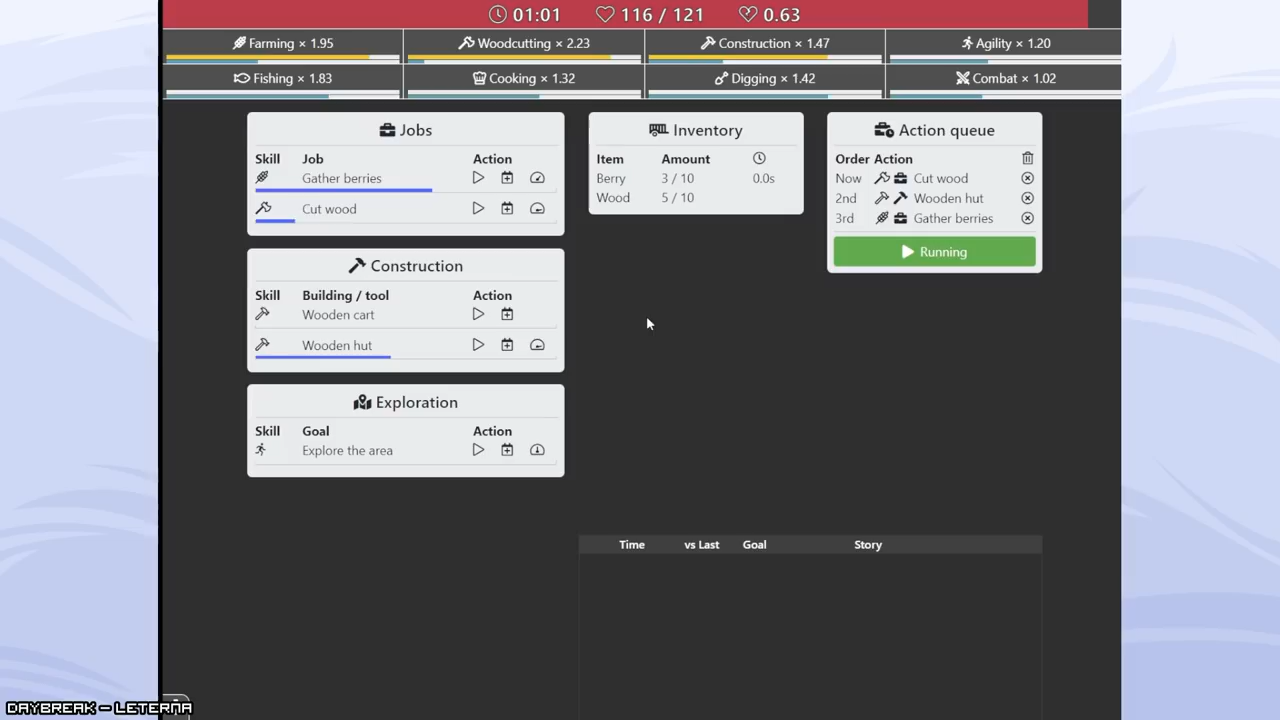 01:01 116 / 121 0.63
Farming × 1.95 Woodcutting × 2.23 Construction × 1.47 Agility × 1.20
Fishing × 1.83 Cooking × 1.32 Digging × 1.42 Combat × 1.02
Jobs
Skill Job Action
Gather berries
Cut wood
Construction
Skill Building / tool Action
Wooden cart
Wooden hut
Exploration
Skill Goal Action
Explore the area
Inventory
Item Amount
Berry 3 / 10 0.0s
Wood 5 / 10
Action queue
Order Action
Now Cut wood
2nd Wooden hut
3rd Gather berries
Running
Time vs Last Goal Story
DAYBREAK – LETERNA